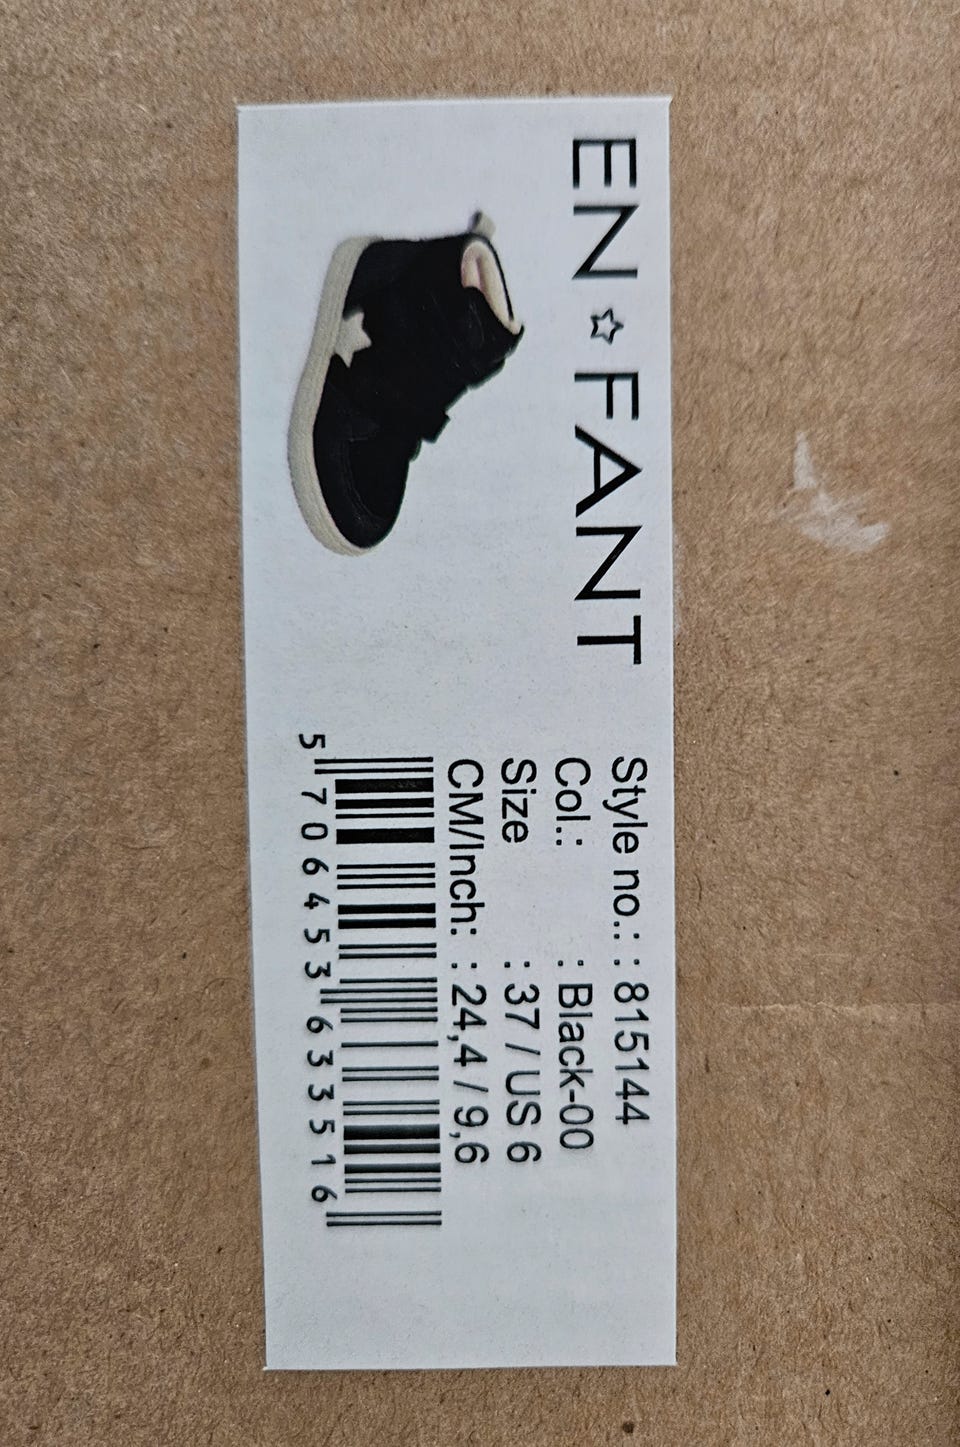 EN☆FANT
Style no.: : 815144
Col.: : Black-00
Size : 37 / US 6
CM/Inch: : 24,4 / 9,6
5 706453 633516